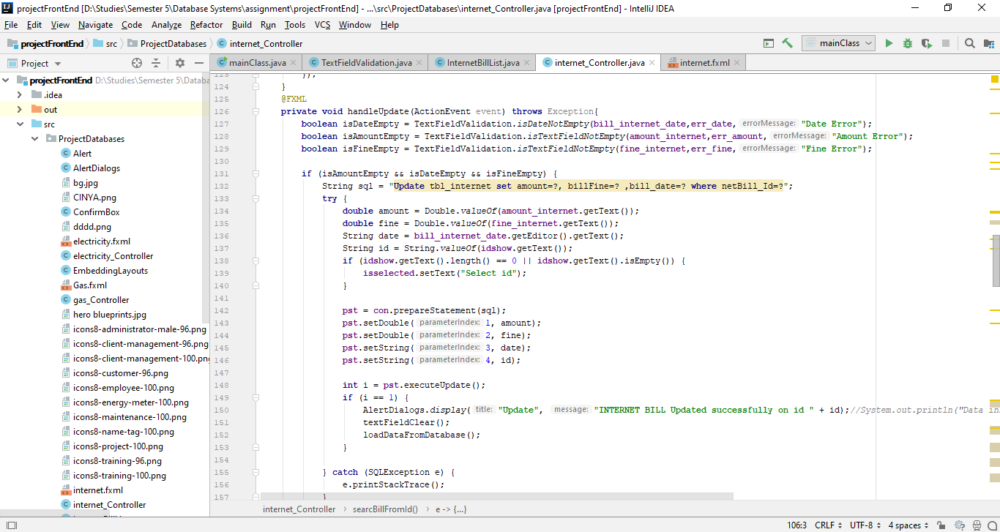 projectFrontEnd [D:\Studies\Semester 5\Database Systems\assignment\projectFrontEnd] - ...\src\ProjectDatabases\internet_Controller.java [projectFrontEnd] - IntelliJ IDEA
File Edit View Navigate Code Analyze Refactor Build Run Tools VCS Window Help
projectFrontEnd src ProjectDatabases internet_Controller mainClass
Project mainClass.java TextFieldValidation.java InternetBillList.java internet_Controller.java internet.fxml
projectFrontEnd D:\Studies\Semester 5\Databa
.idea
out
src
ProjectDatabases
Alert
AlertDialogs
bg.jpg
CINYA.png
ConfirmBox
dddd.png
electricity.fxml
electricity_Controller
EmbeddingLayouts
Gas.fxml
gas_Controller
hero blueprints.jpg
icons8-administrator-male-96.png
icons8-client-management-96.png
icons8-client-management-100.png
icons8-customer-96.png
icons8-employee-100.png
icons8-energy-meter-100.png
icons8-maintenance-100.png
icons8-name-tag-100.png
icons8-project-100.png
icons8-training-96.png
icons8-training-100.png
internet.fxml
internet_Controller
123 });
124 }
125 @FXML
126 private void handleUpdate(ActionEvent event) throws Exception{
127 boolean isDateEmpty = TextFieldValidation.isDateNotEmpty(bill_internet_date,err_date, errorMessage: "Date Error");
128 boolean isAmountEmpty = TextFieldValidation.isTextFieldNotEmpty(amount_internet,err_amount, errorMessage: "Amount Error");
129 boolean isFineEmpty = TextFieldValidation.isTextFieldNotEmpty(fine_internet,err_fine, errorMessage: "Fine Error");
130
131 if (isAmountEmpty && isDateEmpty && isFineEmpty) {
132 String sql = "Update tbl_internet set amount=?, billFine=? ,bill_date=? where netBill_Id=?";
133 try {
134 double amount = Double.valueOf(amount_internet.getText());
135 double fine = Double.valueOf(fine_internet.getText());
136 String date = bill_internet_date.getEditor().getText();
137 String id = String.valueOf(idshow.getText());
138 if (idshow.getText().length() == 0 || idshow.getText().isEmpty()) {
139 isselected.setText("Select id");
140 }
141
142 pst = con.prepareStatement(sql);
143 pst.setDouble( parameterIndex: 1, amount);
144 pst.setDouble( parameterIndex: 2, fine);
145 pst.setString( parameterIndex: 3, date);
146 pst.setString( parameterIndex: 4, id);
147
148 int i = pst.executeUpdate();
149 if (i == 1) {
150 AlertDialogs.display( title: "Update", message: "INTERNET BILL Updated successfully on id " + id);//System.out.println("Data ins
151 textFieldClear();
152 loadDataFromDatabase();
153 }
154
155 } catch (SQLException e) {
156 e.printStackTrace();
157 }
internet_Controller searcBillFromId() e -> {...}
106:3 CRLF UTF-8 4 spaces